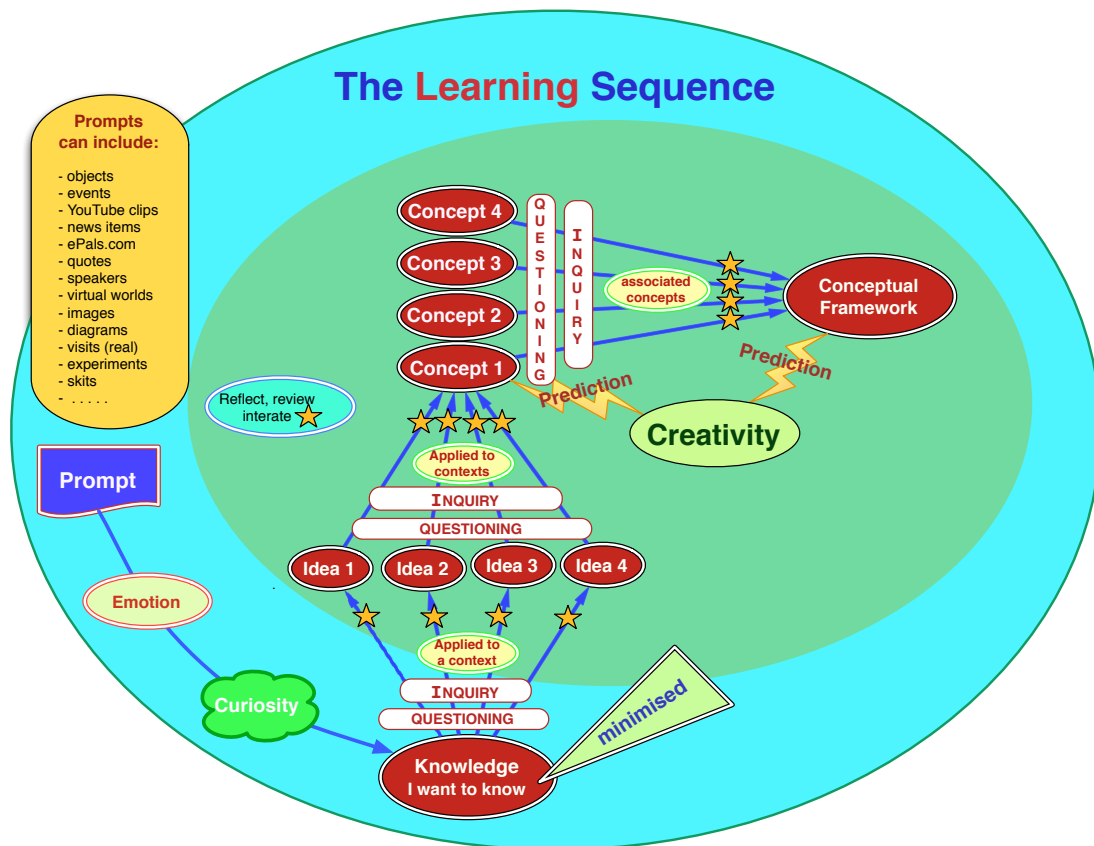 The Learning Sequence
Prompts
can include:
- objects
- events
- YouTube clips
- news items
- ePals.com
- quotes
- speakers
- virtual worlds
- images
- diagrams
- visits (real)
- experiments
- skits
- . . . . .
Concept 4
Concept 3
Concept 2
Concept 1
QUESTIONING
INQUIRY
associated
concepts
Conceptual
Framework
Prediction
Prediction
Creativity
Reflect, review
interate
Applied to
contexts
INQUIRY
QUESTIONING
Idea 1
Idea 2
Idea 3
Idea 4
Prompt
Emotion
Curiosity
Applied to
a context
INQUIRY
QUESTIONING
minimised
Knowledge
I want to know